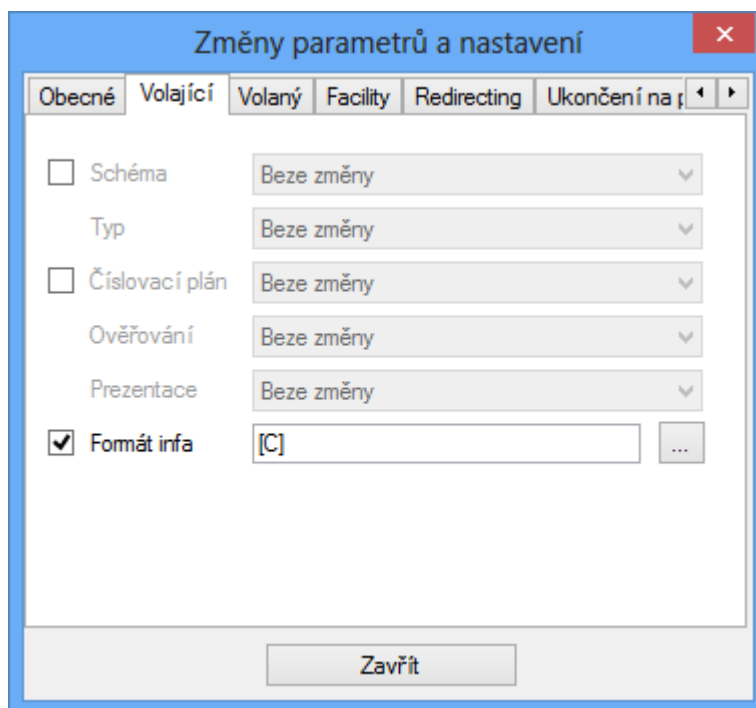 Změny parametrů a nastavení
Obecné Volající Volaný Facility Redirecting Ukončení na
Schéma Beze změny
Typ Beze změny
Číslovací plán Beze změny
Ověřování Beze změny
Prezentace Beze změny
Formát infa [C] ...
Zavřít